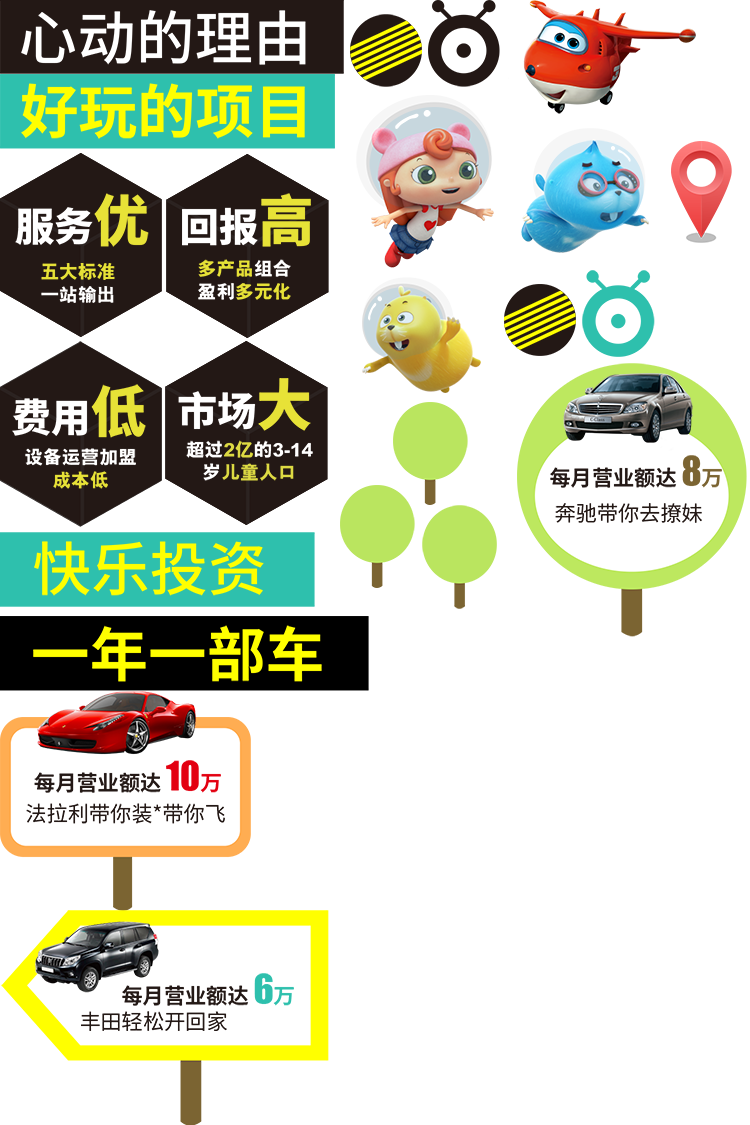 心动的理由
好玩的项目
服务优
五大标准
一站输出
回报高
多产品组合
盈利多元化
费用低
设备运营加盟
成本低
市场大
超过2亿的3-14
岁儿童人口
每月营业额达 8万
奔驰带你去撩妹
快乐投资
一年一部车
每月营业额达 10万
法拉利带你装*带你飞
每月营业额达 6万
丰田轻松开回家